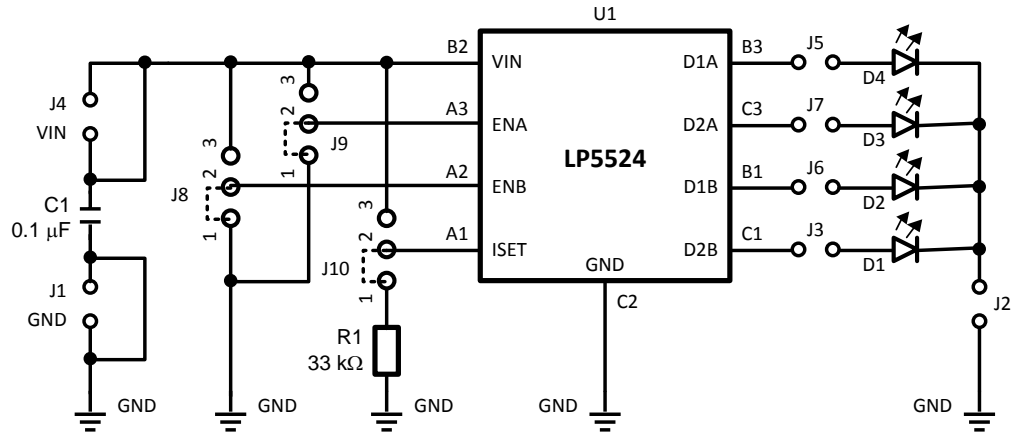 U1
B2
VIN
D1A
B3
J5
D4
J4
VIN
3
2
1
J9
A3
ENA
D2A
C3
J7
D3
LP5524
3
2
1
J8
A2
ENB
D1B
B1
J6
D2
C1
0.1 μF
3
2
1
J10
A1
ISET
D2B
C1
J3
D1
GND
C2
J1
GND
J2
R1
33 kΩ
GND
GND
GND
GND
GND